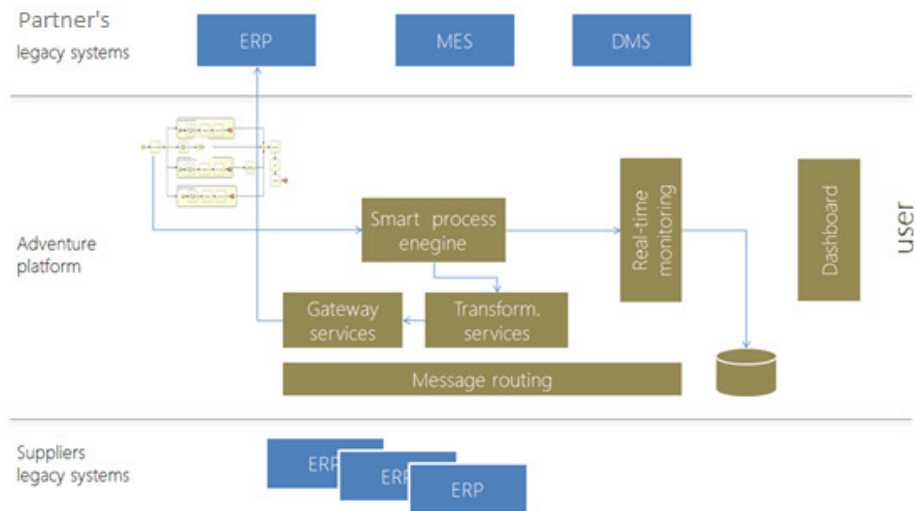 Partner's
legacy systems
ERP
MES
DMS
Adventure
platform
Smart process
enegine
Real-time
monitoring
Dashboard
user
Gateway
services
Transform.
services
Message routing
Suppliers
legacy systems
ERP
ERP
ERP